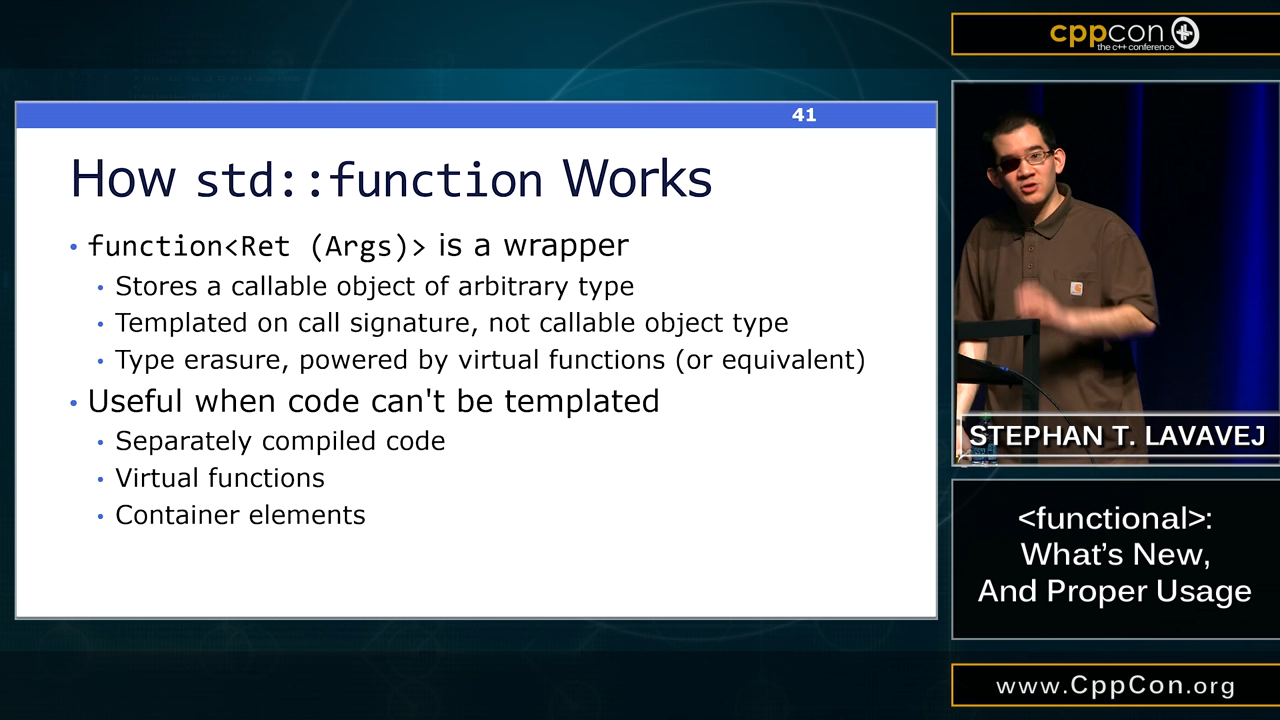 41
How std::function Works
• function<Ret (Args)> is a wrapper
• Stores a callable object of arbitrary type
• Templated on call signature, not callable object type
• Type erasure, powered by virtual functions (or equivalent)
• Useful when code can't be templated
• Separately compiled code
• Virtual functions
• Container elements
cppcon
the c++ conference
STEPHAN T. LAVAVEJ
<functional>:
What’s New,
And Proper Usage
www.CppCon.org